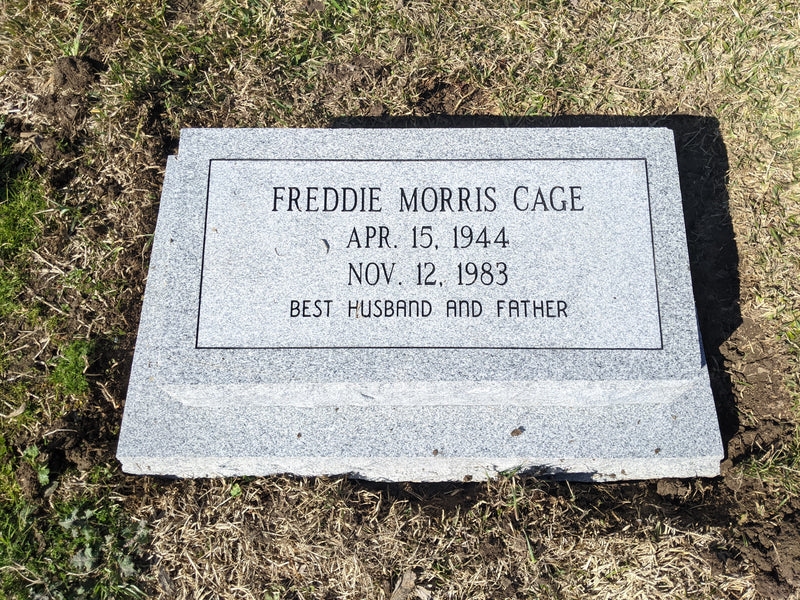 FREDDIE MORRIS CAGE
APR. 15, 1944
NOV. 12, 1983
BEST HUSBAND AND FATHER